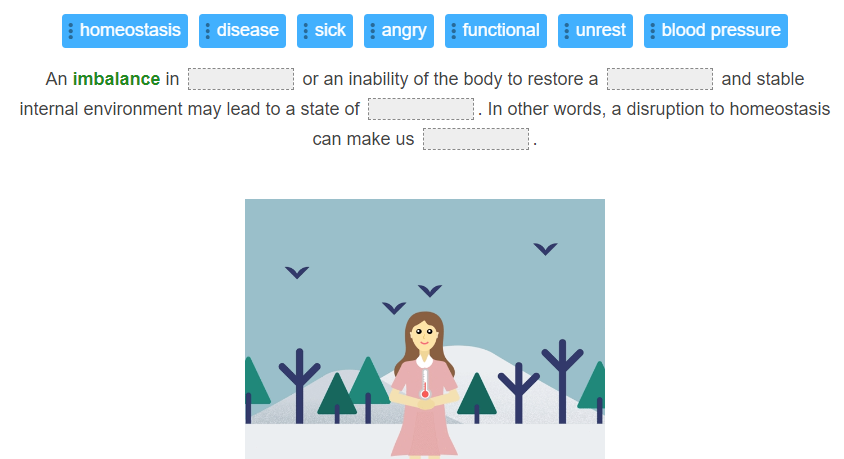 homeostasis disease sick angry functional unrest blood pressure
An imbalance in or an inability of the body to restore a and stable
internal environment may lead to a state of . In other words, a disruption to homeostasis
can make us .